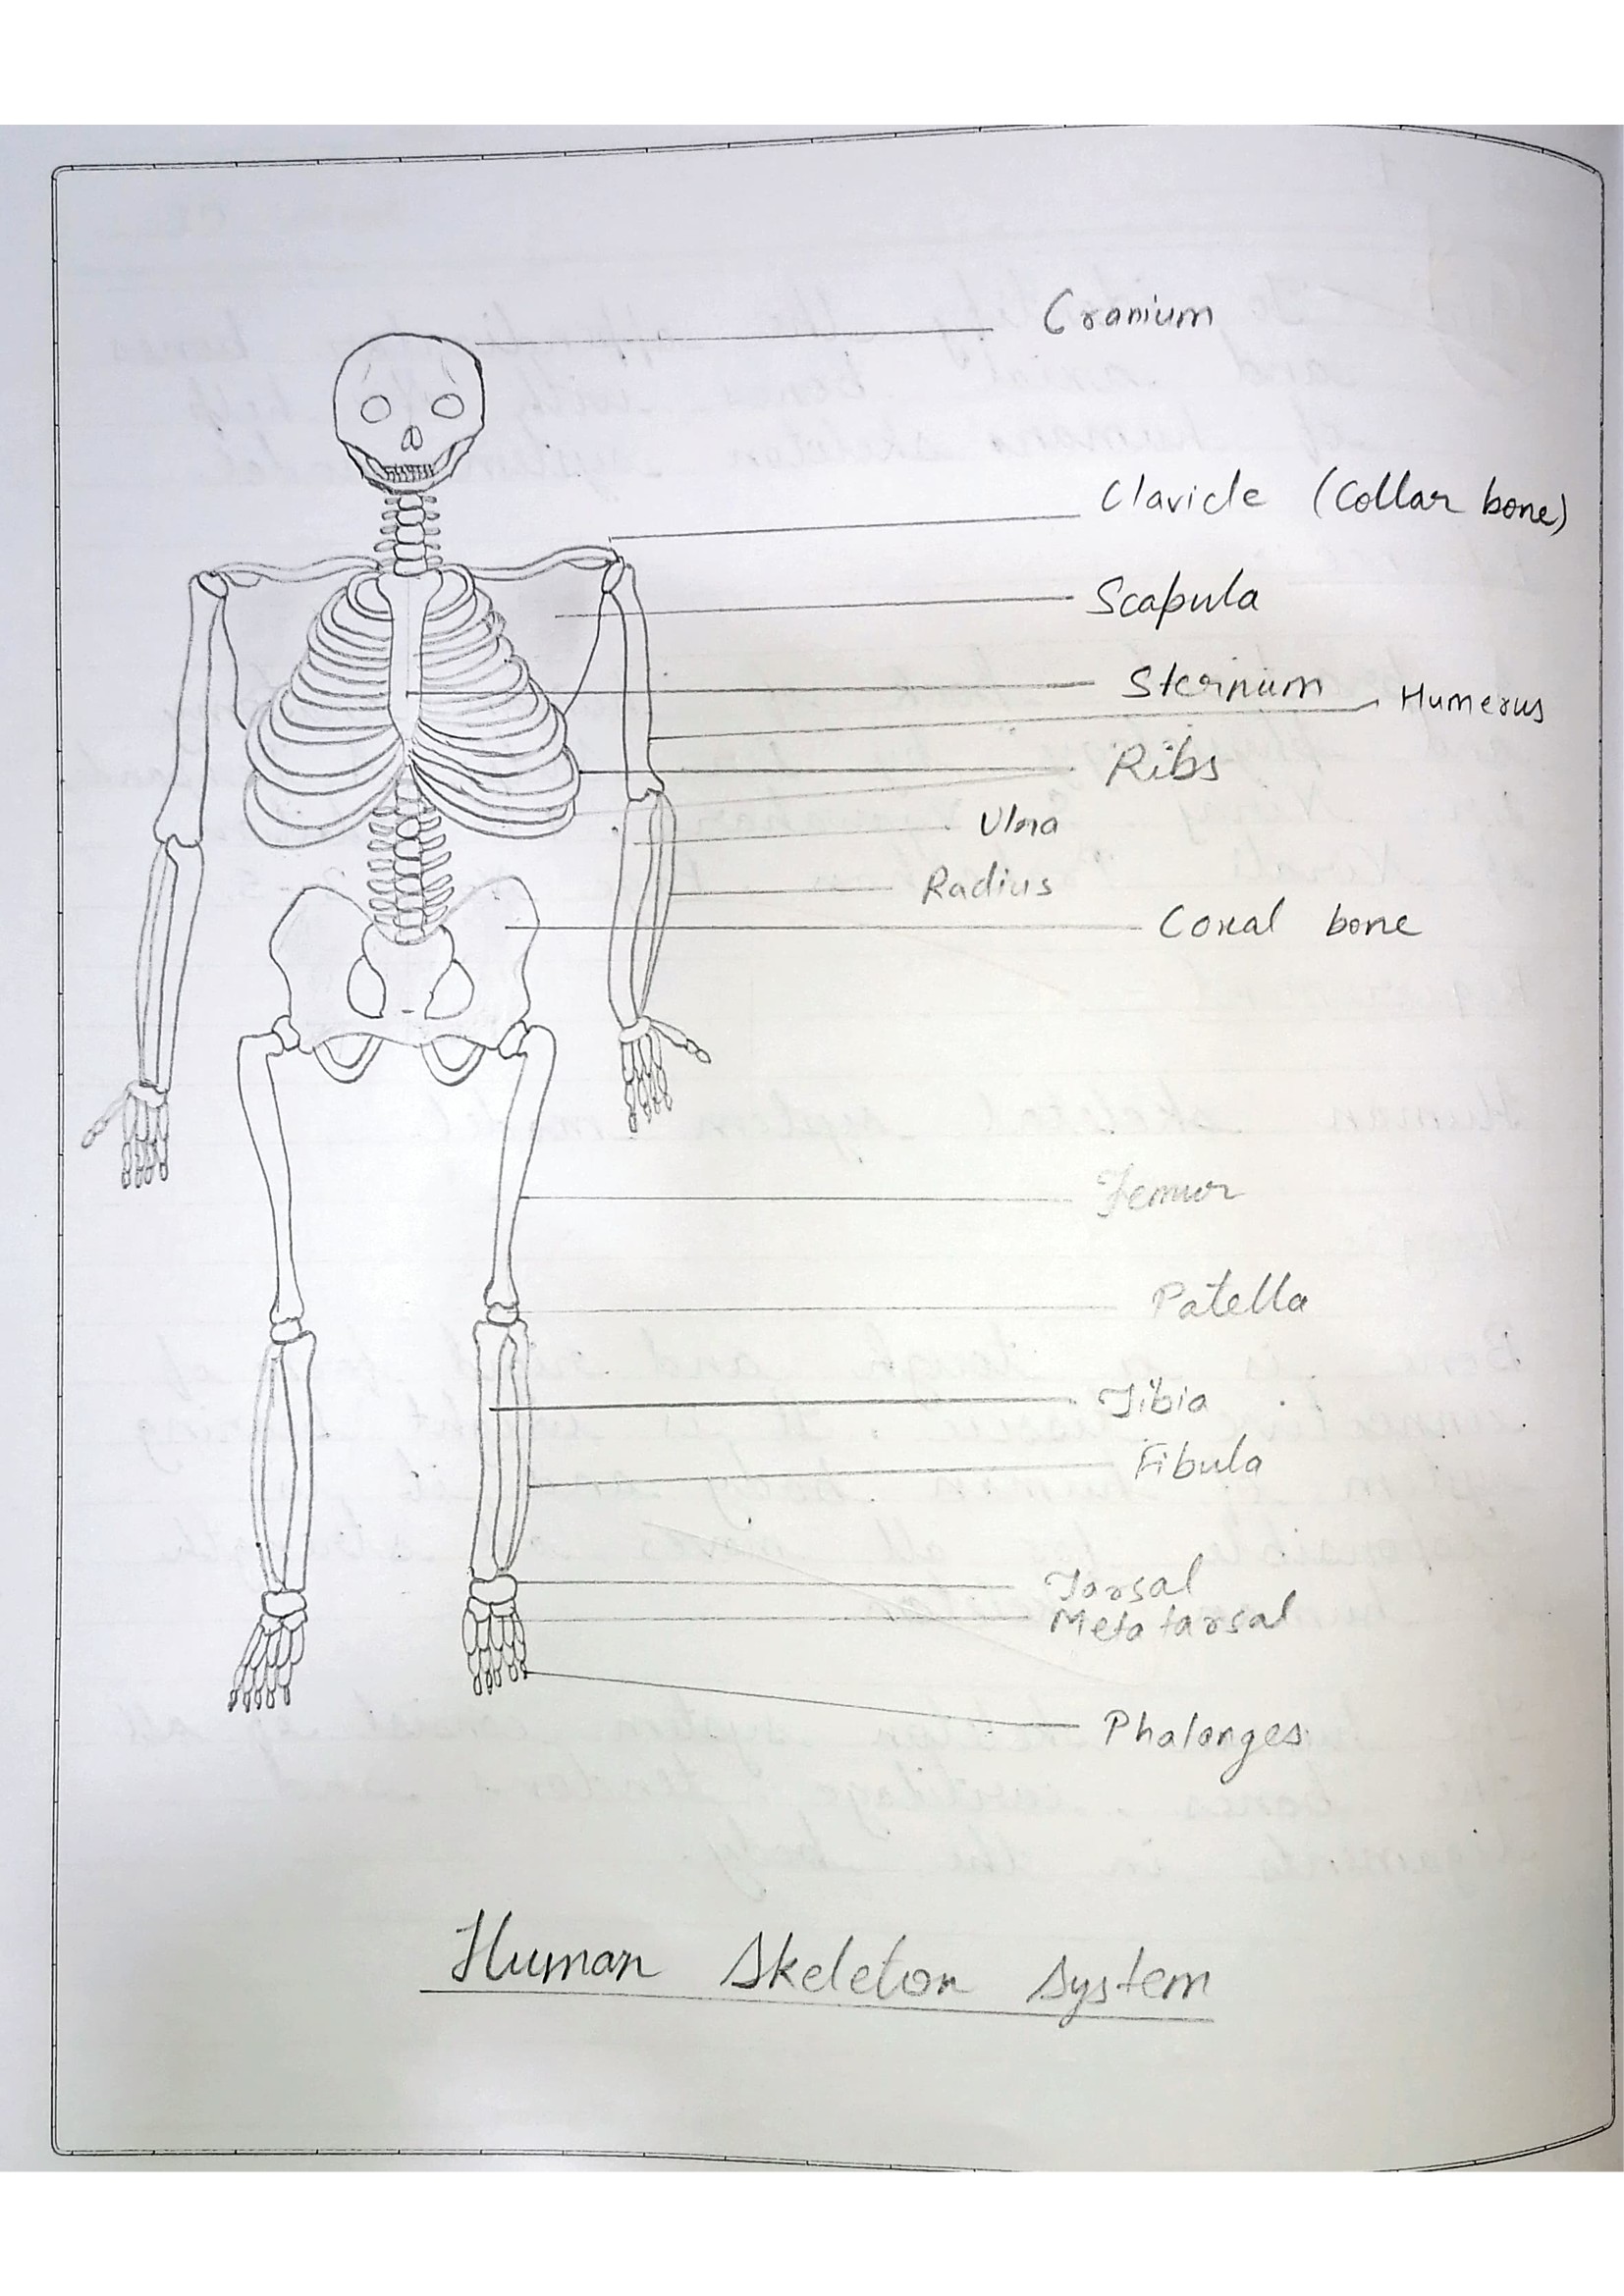 Cranium
Clavicle (Collar bone)
Scapula
Sternum
Humerus
Ribs
Ulna
Radius
Coxal bone
Femur
Patella
Tibia
Fibula
Tarsal
Metatarsal
Phalanges
Human Skeleton System